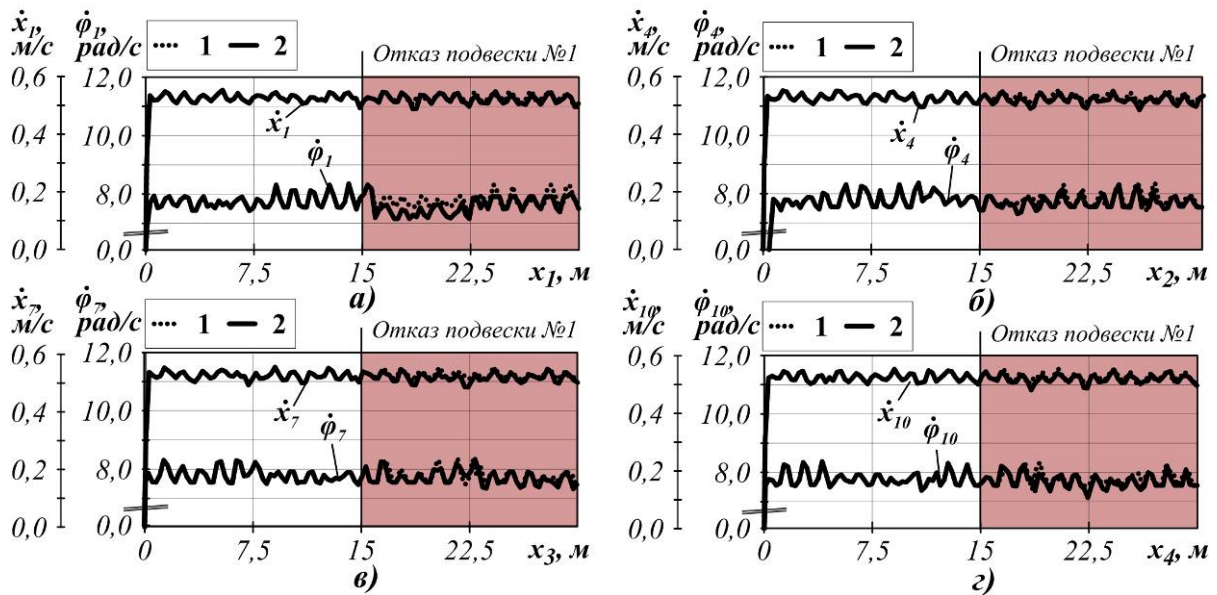 ẋ₁, φ̇₁,
м/с рад/с 1 2 Отказ подвески №1
0,6 12,0
0,4 10,0
ẋ₁
φ̇₁
0,2 8,0
0,0 0,0
0 7,5 15 22,5 x₁, м
а)
ẋ₄, φ̇₄,
м/с рад/с 1 2 Отказ подвески №1
0,6 12,0
0,4 10,0
ẋ₄
φ̇₄
0,2 8,0
0,0 0,0
0 7,5 15 22,5 x₂, м
б)
ẋ₇, φ̇₇,
м/с рад/с 1 2 Отказ подвески №1
0,6 12,0
0,4 10,0
ẋ₇
φ̇₇
0,2 8,0
0,0 0,0
0 7,5 15 22,5 x₃, м
в)
ẋ₁₀, φ̇₁₀,
м/с рад/с 1 2 Отказ подвески №1
0,6 12,0
0,4 10,0
ẋ₁₀
φ̇₁₀
0,2 8,0
0,0 0,0
0 7,5 15 22,5 x₄, м
г)